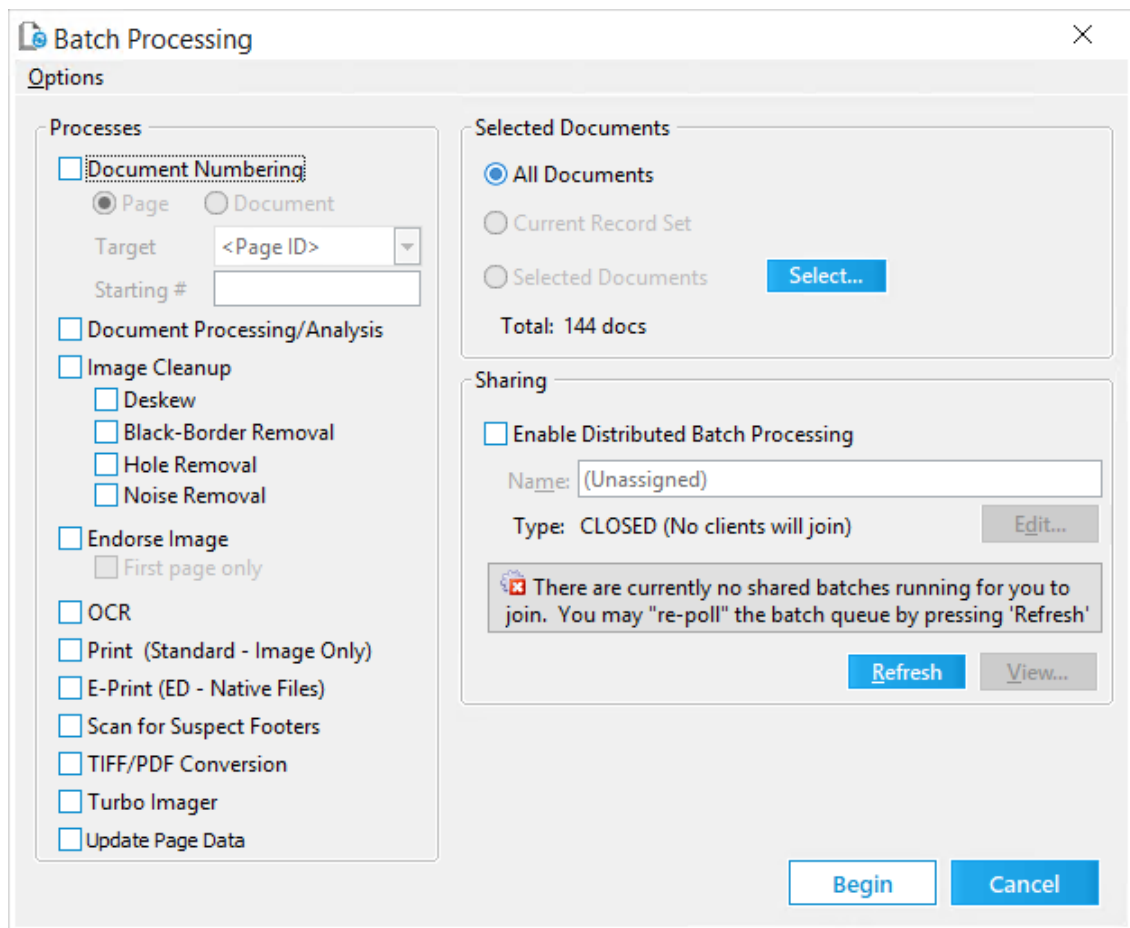 Batch Processing
Options
Processes
Document Numbering
Page Document
Target <Page ID>
Starting #
Document Processing/Analysis
Image Cleanup
Deskew
Black-Border Removal
Hole Removal
Noise Removal
Endorse Image
First page only
OCR
Print (Standard - Image Only)
E-Print (ED - Native Files)
Scan for Suspect Footers
TIFF/PDF Conversion
Turbo Imager
Update Page Data
Selected Documents
All Documents
Current Record Set
Selected Documents Select...
Total: 144 docs
Sharing
Enable Distributed Batch Processing
Name: (Unassigned)
Type: CLOSED (No clients will join) Edit...
There are currently no shared batches running for you to
join. You may "re-poll" the batch queue by pressing 'Refresh'
Refresh View...
Begin Cancel